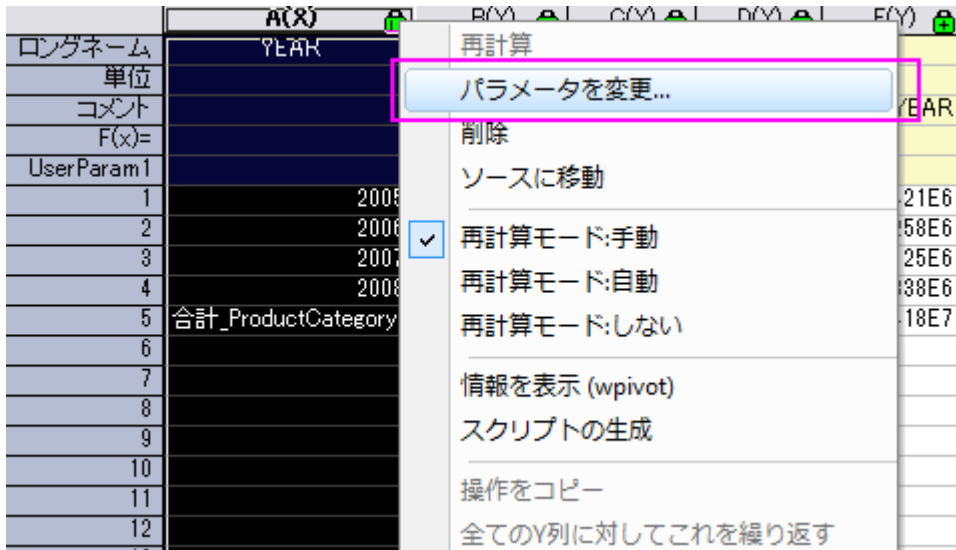 A(X) B(Y) C(Y) D(Y) E(Y)
ロングネーム YEAR
単位
コメント YEAR
F(x)=
UserParam1
1 2005 21E6
2 2006 58E6
3 2007 25E6
4 2008 38E6
5 合計_ProductCategory 18E7
6
7
8
9
10
11
12
再計算
パラメータを変更...
削除
ソースに移動
再計算モード:手動
再計算モード:自動
再計算モード:しない
情報を表示 (wpivot)
スクリプトの生成
操作をコピー
全てのY列に対してこれを繰り返す